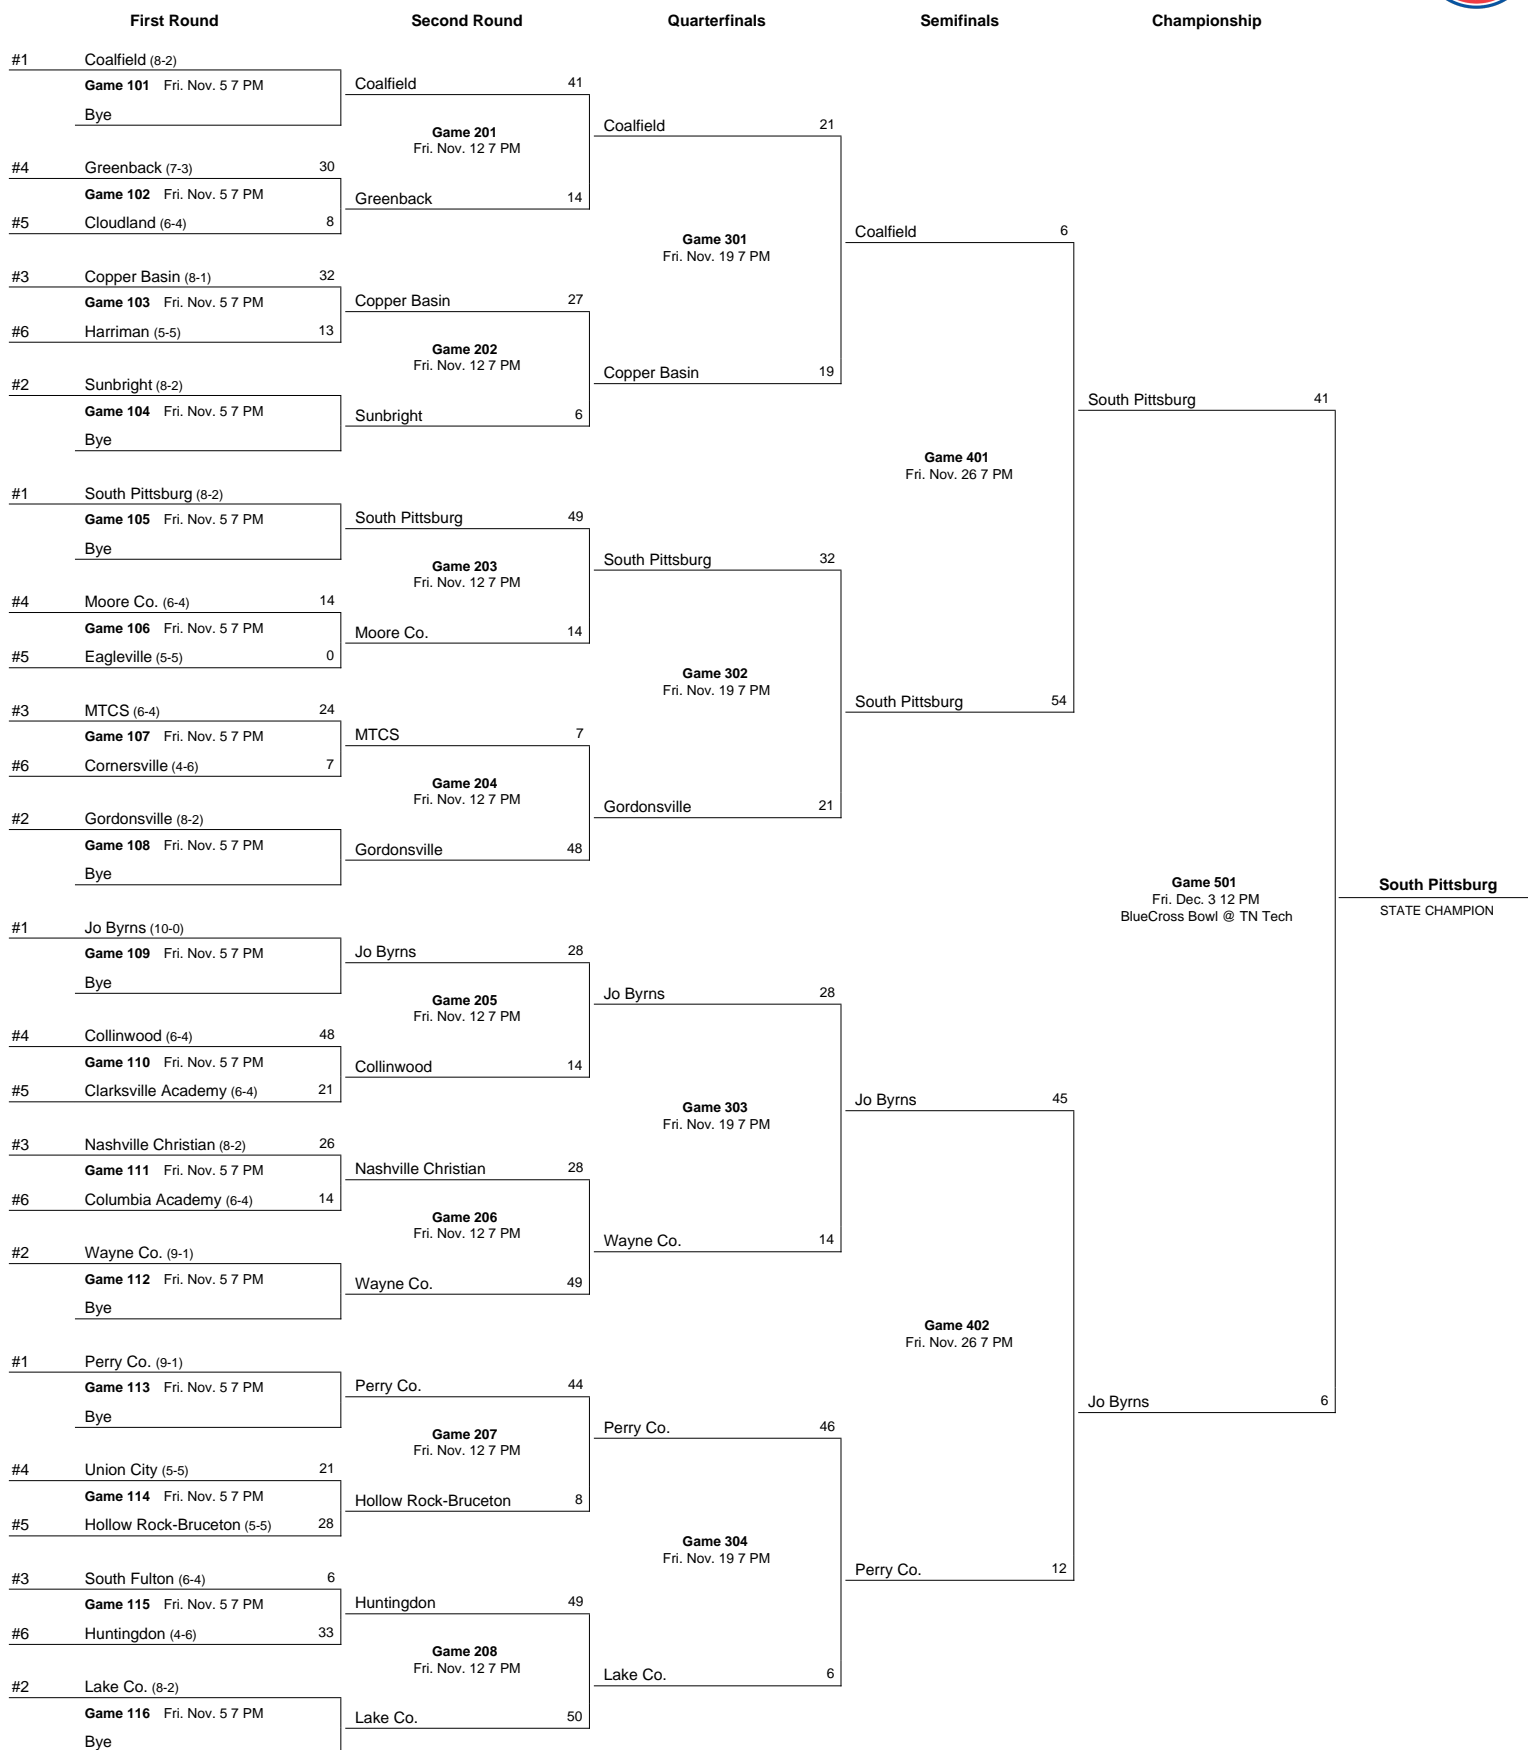 First Round Second Round Quarterfinals Semifinals Championship
#1 Coalfield (8-2)
Game 101 Fri. Nov. 5 7 PM
Bye
#4 Greenback (7-3) 30
Game 102 Fri. Nov. 5 7 PM
#5 Cloudland (6-4) 8
#3 Copper Basin (8-1) 32
Game 103 Fri. Nov. 5 7 PM
#6 Harriman (5-5) 13
#2 Sunbright (8-2)
Game 104 Fri. Nov. 5 7 PM
Bye
#1 South Pittsburg (8-2)
Game 105 Fri. Nov. 5 7 PM
Bye
#4 Moore Co. (6-4) 14
Game 106 Fri. Nov. 5 7 PM
#5 Eagleville (5-5) 0
#3 MTCS (6-4) 24
Game 107 Fri. Nov. 5 7 PM
#6 Cornersville (4-6) 7
#2 Gordonsville (8-2)
Game 108 Fri. Nov. 5 7 PM
Bye
#1 Jo Byrns (10-0)
Game 109 Fri. Nov. 5 7 PM
Bye
#4 Collinwood (6-4) 48
Game 110 Fri. Nov. 5 7 PM
#5 Clarksville Academy (6-4) 21
#3 Nashville Christian (8-2) 26
Game 111 Fri. Nov. 5 7 PM
#6 Columbia Academy (6-4) 14
#2 Wayne Co. (9-1)
Game 112 Fri. Nov. 5 7 PM
Bye
#1 Perry Co. (9-1)
Game 113 Fri. Nov. 5 7 PM
Bye
#4 Union City (5-5) 21
Game 114 Fri. Nov. 5 7 PM
#5 Hollow Rock-Bruceton (5-5) 28
#3 South Fulton (6-4) 6
Game 115 Fri. Nov. 5 7 PM
#6 Huntingdon (4-6) 33
#2 Lake Co. (8-2)
Game 116 Fri. Nov. 5 7 PM
Bye
Coalfield 41
Game 201
Fri. Nov. 12 7 PM
Greenback 14
Copper Basin 27
Game 202
Fri. Nov. 12 7 PM
Sunbright 6
South Pittsburg 49
Game 203
Fri. Nov. 12 7 PM
Moore Co. 14
MTCS 7
Game 204
Fri. Nov. 12 7 PM
Gordonsville 48
Jo Byrns 28
Game 205
Fri. Nov. 12 7 PM
Collinwood 14
Nashville Christian 28
Game 206
Fri. Nov. 12 7 PM
Wayne Co. 49
Perry Co. 44
Game 207
Fri. Nov. 12 7 PM
Hollow Rock-Bruceton 8
Huntingdon 49
Game 208
Fri. Nov. 12 7 PM
Lake Co. 50
Coalfield 21
Game 301
Fri. Nov. 19 7 PM
Copper Basin 19
South Pittsburg 32
Game 302
Fri. Nov. 19 7 PM
Gordonsville 21
Jo Byrns 28
Game 303
Fri. Nov. 19 7 PM
Wayne Co. 14
Perry Co. 46
Game 304
Fri. Nov. 19 7 PM
Lake Co. 6
Coalfield 6
Game 401
Fri. Nov. 26 7 PM
South Pittsburg 54
Jo Byrns 45
Game 402
Fri. Nov. 26 7 PM
Perry Co. 12
South Pittsburg 41
Game 501
Fri. Dec. 3 12 PM
BlueCross Bowl @ TN Tech
Jo Byrns 6
South Pittsburg
STATE CHAMPION